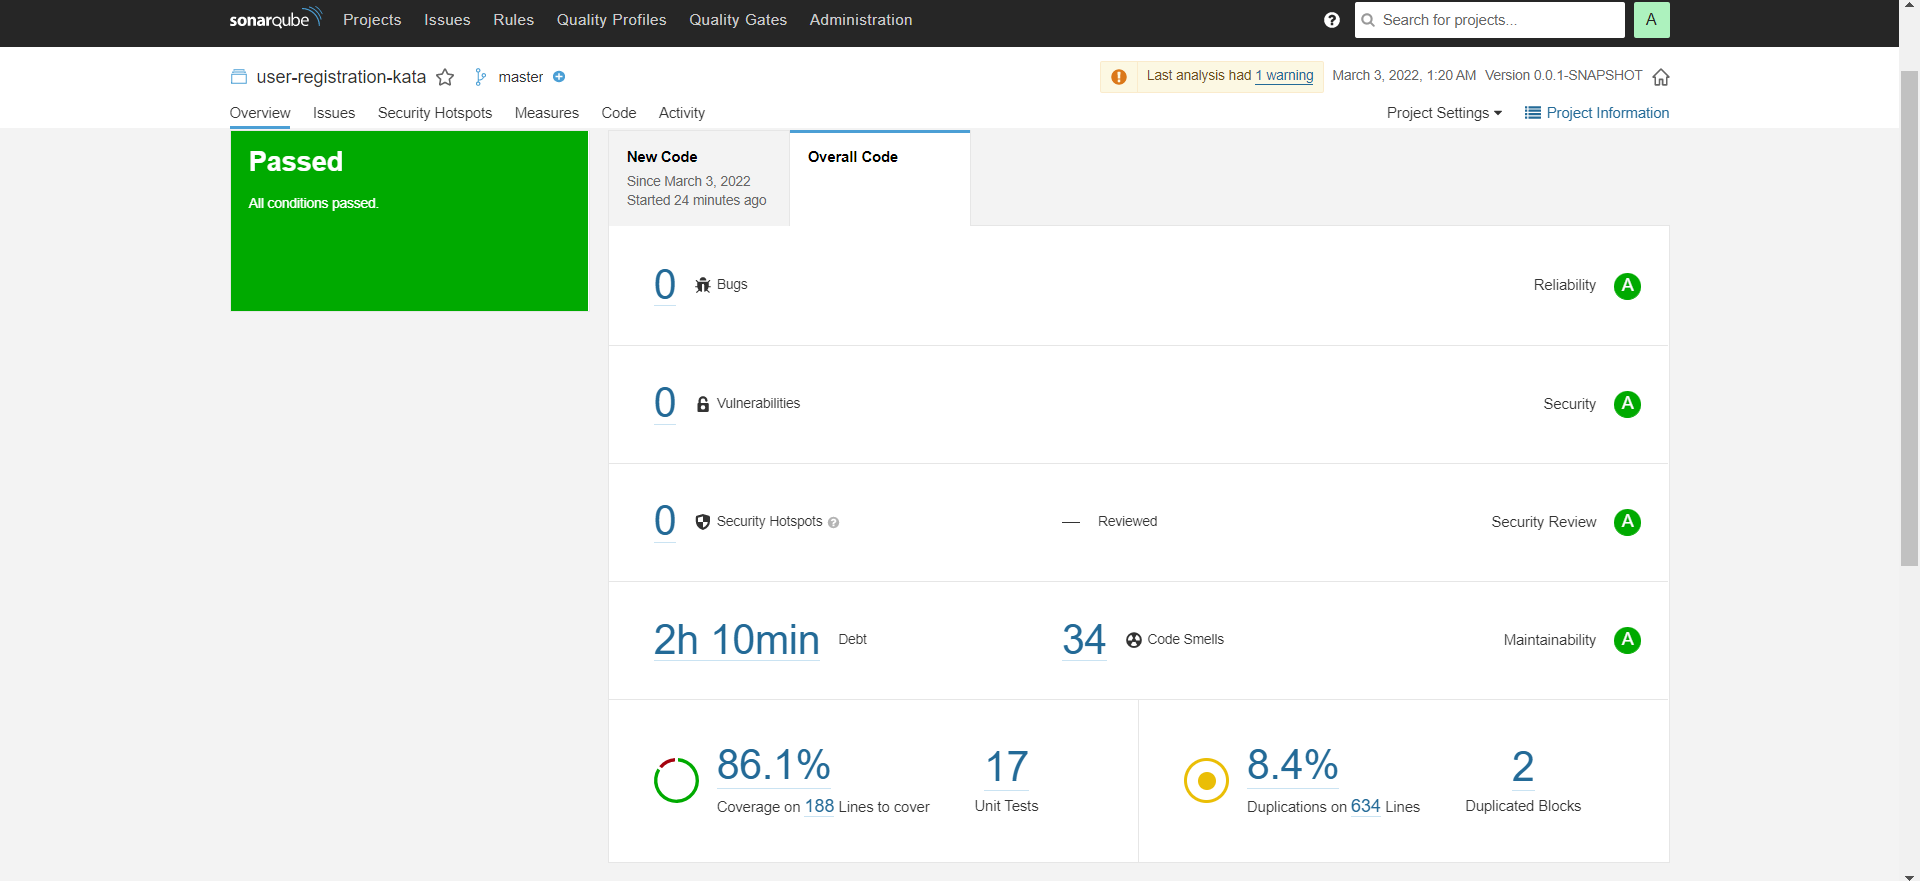 sonarqube Projects Issues Rules Quality Profiles Quality Gates Administration Search for projects... A
user-registration-kata master Last analysis had 1 warning March 3, 2022, 1:20 AM Version 0.0.1-SNAPSHOT
Overview Issues Security Hotspots Measures Code Activity Project Settings Project Information
Passed
All conditions passed.
New Code
Since March 3, 2022
Started 24 minutes ago
Overall Code
0 Bugs Reliability A
0 Vulnerabilities Security A
0 Security Hotspots ? — Reviewed Security Review A
2h 10min Debt 34 Code Smells Maintainability A
86.1%
Coverage on 188 Lines to cover
17
Unit Tests
8.4%
Duplications on 634 Lines
2
Duplicated Blocks